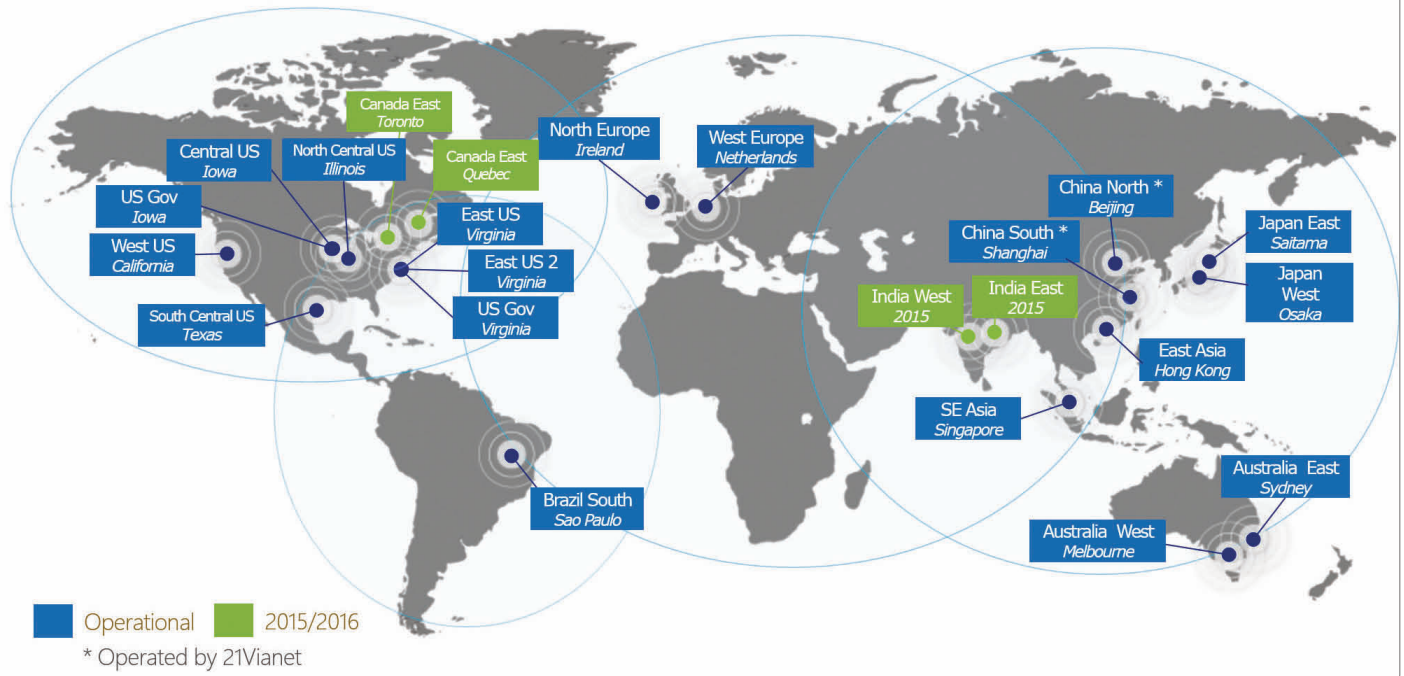 Canada East
Toronto
North Europe
Ireland
West Europe
Netherlands
Central US
Iowa
North Central US
Illinois
Canada East
Quebec
US Gov
Iowa
East US
Virginia
China North *
Beijing
West US
California
East US 2
Virginia
China South *
Shanghai
Japan East
Saitama
South Central US
Texas
US Gov
Virginia
India West
2015
India East
2015
Japan
West
Osaka
East Asia
Hong Kong
SE Asia
Singapore
Brazil South
Sao Paulo
Australia East
Sydney
Australia West
Melbourne
Operational
2015/2016
* Operated by 21Vianet